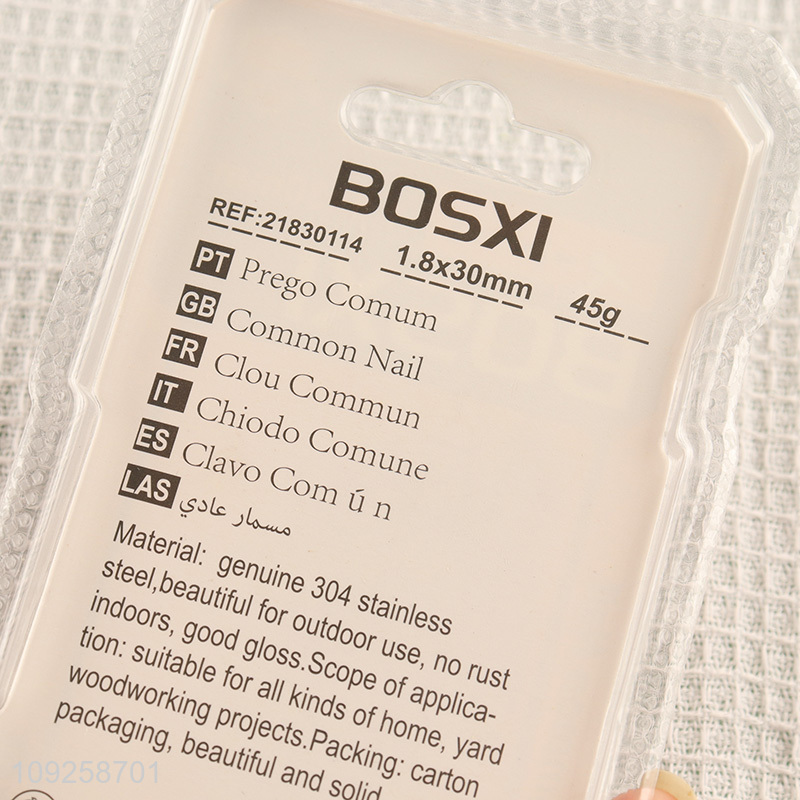 BOSXI
REF:21830114 1.8x30mm 45g
PT Prego Comum
GB Common Nail
FR Clou Commun
IT Chiodo Comune
ES Clavo Com ú n
LAS مسمار عادي
Material: genuine 304 stainless
steel,beautiful for outdoor use, no rust
indoors, good gloss.Scope of applica-
tion: suitable for all kinds of home, yard
woodworking projects.Packing: carton
packaging, beautiful and solid
109258701